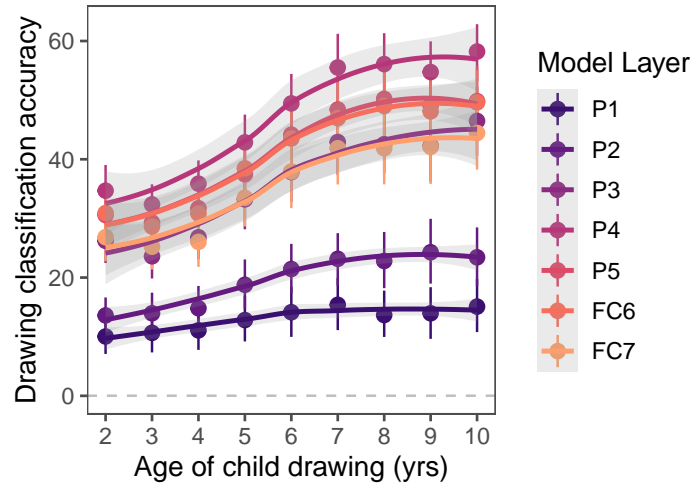 Drawing classification accuracy
60
40
20
0
2 3 4 5 6 7 8 9 10
Age of child drawing (yrs)
Model Layer
P1
P2
P3
P4
P5
FC6
FC7